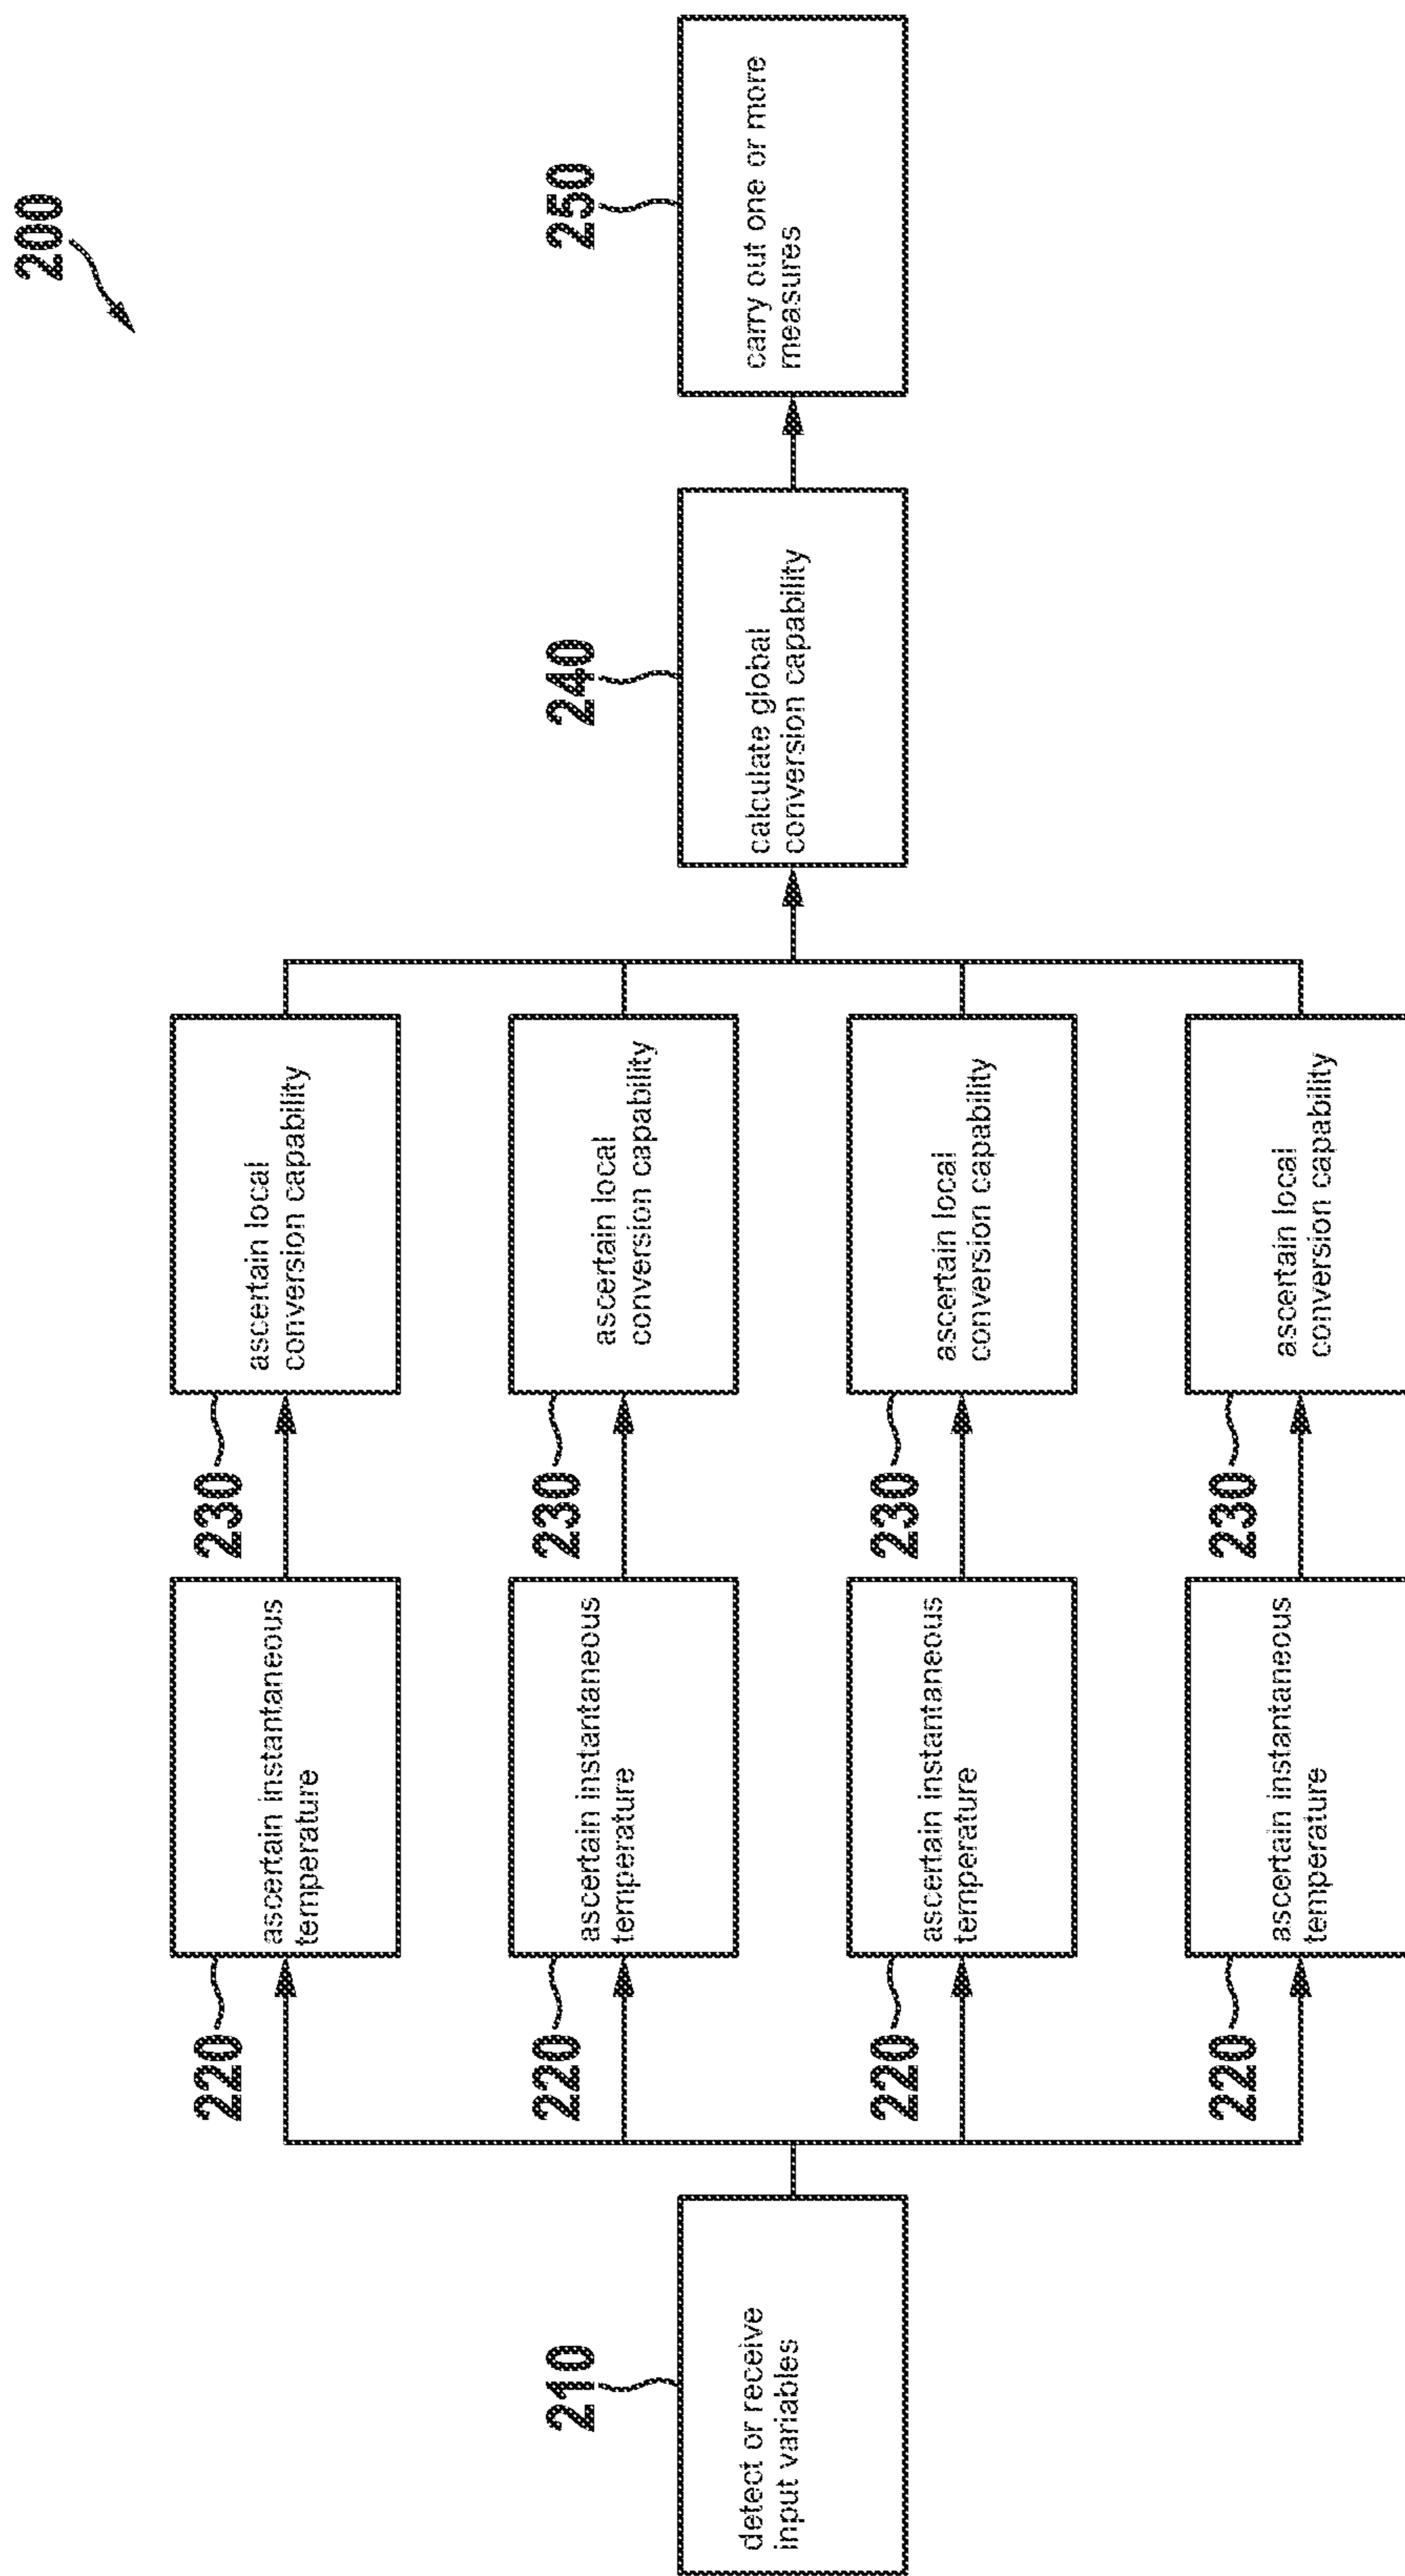 200
210
detect or receive
input variables
220
ascertain instantaneous
temperature
230
ascertain local
conversion capability
220
ascertain instantaneous
temperature
230
ascertain local
conversion capability
220
ascertain instantaneous
temperature
230
ascertain local
conversion capability
220
ascertain instantaneous
temperature
230
ascertain local
conversion capability
240
calculate global
conversion capability
250
carry out one or more
measures